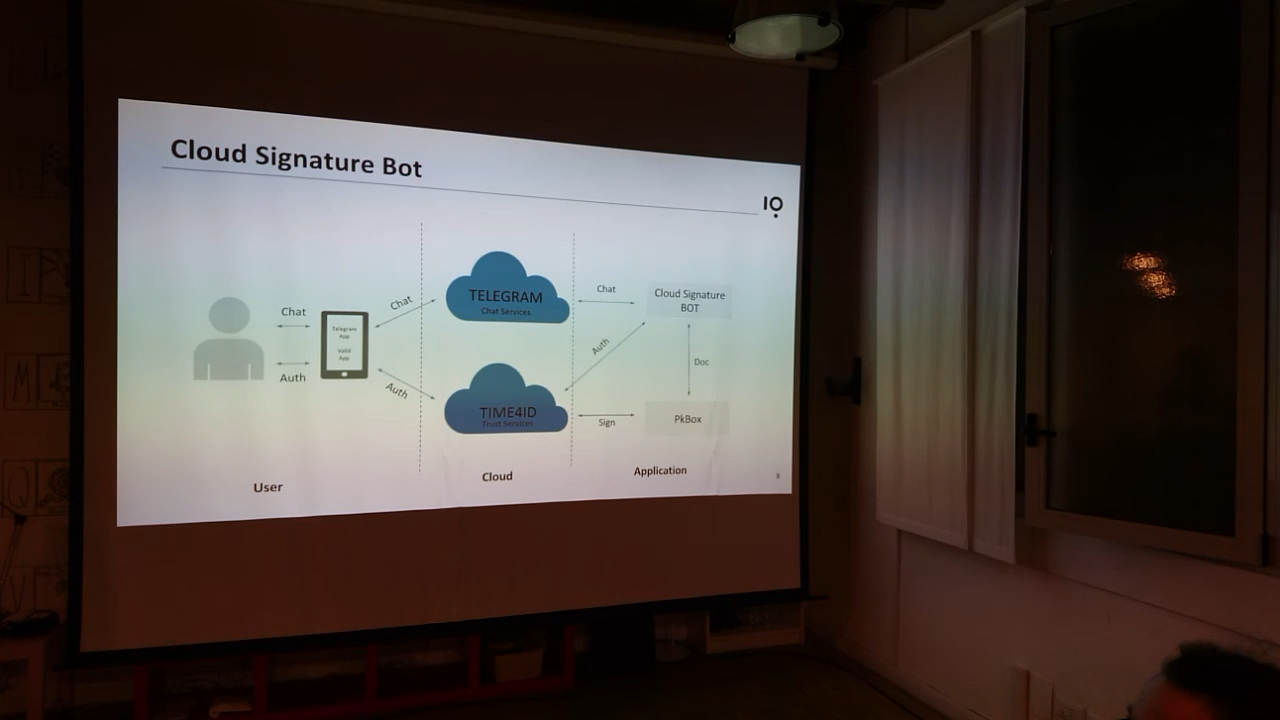 Cloud Signature Bot
IQ
Chat
Auth
Telegram
App
Valid
App
Chat
Auth
TELEGRAM
Chat Services
TIME4ID
Trust Services
Chat
Auth
Sign
Cloud Signature
BOT
Doc
PkBox
User
Cloud
Application